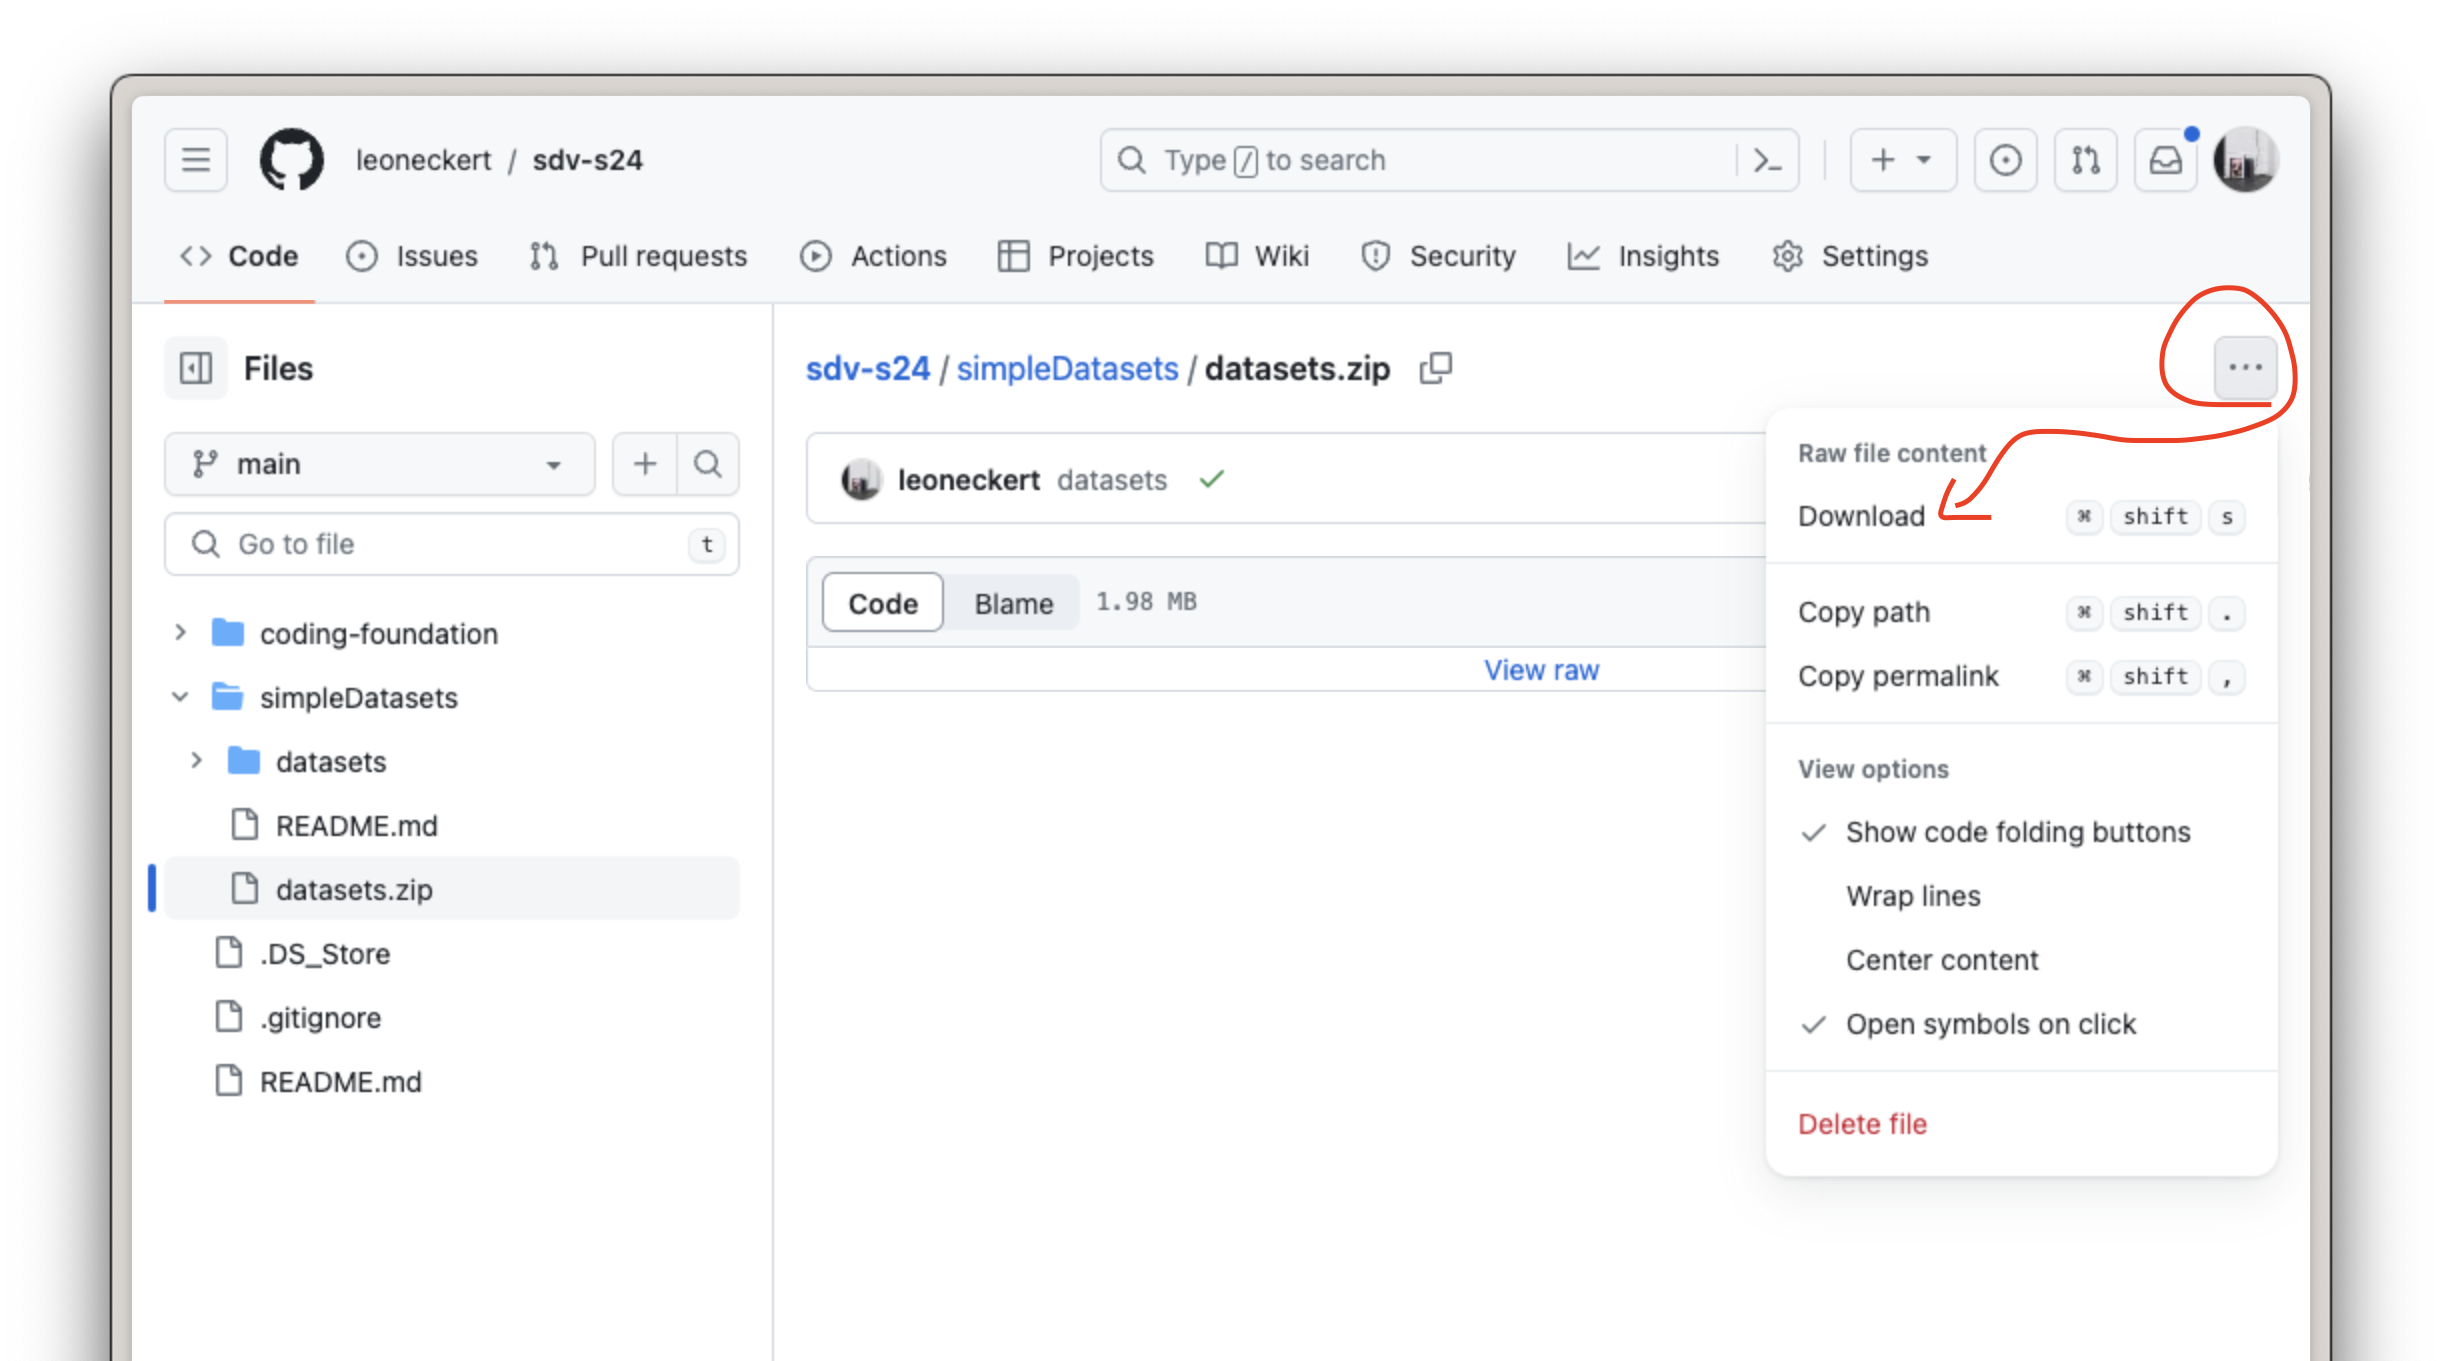 leoneckert / sdv-s24
Type / to search
Code
Issues
Pull requests
Actions
Projects
Wiki
Security
Insights
Settings
Files
main
Go to file
t
coding-foundation
simpleDatasets
datasets
README.md
datasets.zip
.DS_Store
.gitignore
README.md
sdv-s24 / simpleDatasets / datasets.zip
leoneckert datasets
Code Blame 1.98 MB
View raw
Raw file content
Download ⌘ shift s
Copy path ⌘ shift .
Copy permalink ⌘ shift ,
View options
Show code folding buttons
Wrap lines
Center content
Open symbols on click
Delete file